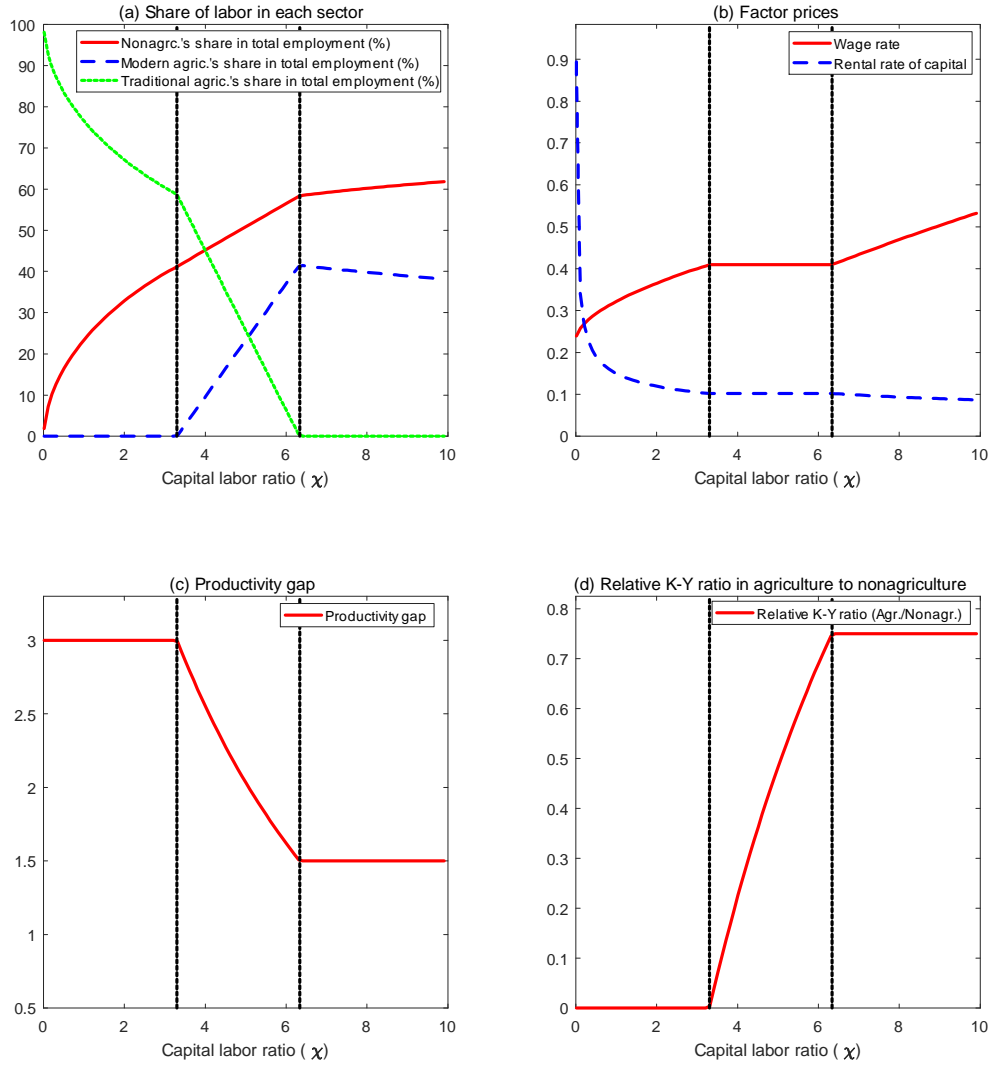 (a) Share of labor in each sector
Nonagrc.'s share in total employment (%)
Modern agric.'s share in total employment (%)
Traditional agric.'s share in total employment (%)
100
90
80
70
60
50
40
30
20
10
0
0 2 4 6 8 10
Capital labor ratio ( χ)
(b) Factor prices
Wage rate
Rental rate of capital
0.9
0.8
0.7
0.6
0.5
0.4
0.3
0.2
0.1
0
0 2 4 6 8 10
Capital labor ratio ( χ)
(c) Productivity gap
Productivity gap
3
2.5
2
1.5
1
0.5
0 2 4 6 8 10
Capital labor ratio ( χ)
(d) Relative K-Y ratio in agriculture to nonagriculture
Relative K-Y ratio (Agr./Nonagr.)
0.8
0.7
0.6
0.5
0.4
0.3
0.2
0.1
0
0 2 4 6 8 10
Capital labor ratio ( χ)